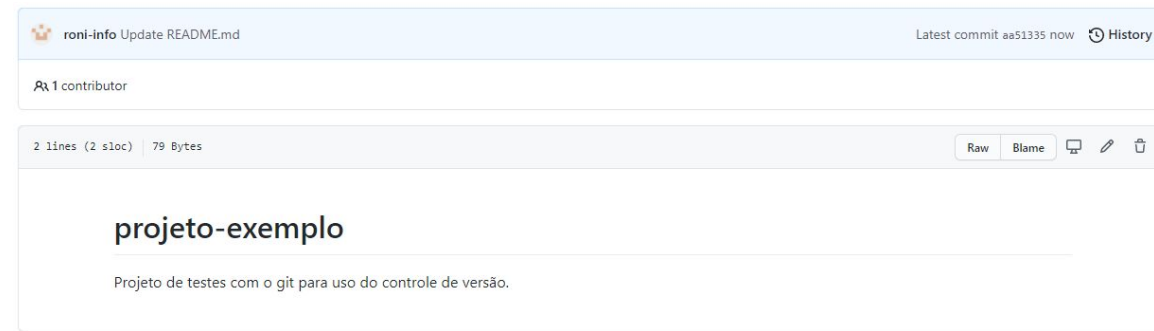 roni-info Update README.md Latest commit aa51335 now History
1 contributor
2 lines (2 sloc) 79 Bytes Raw Blame
projeto-exemplo
Projeto de testes com o git para uso do controle de versão.